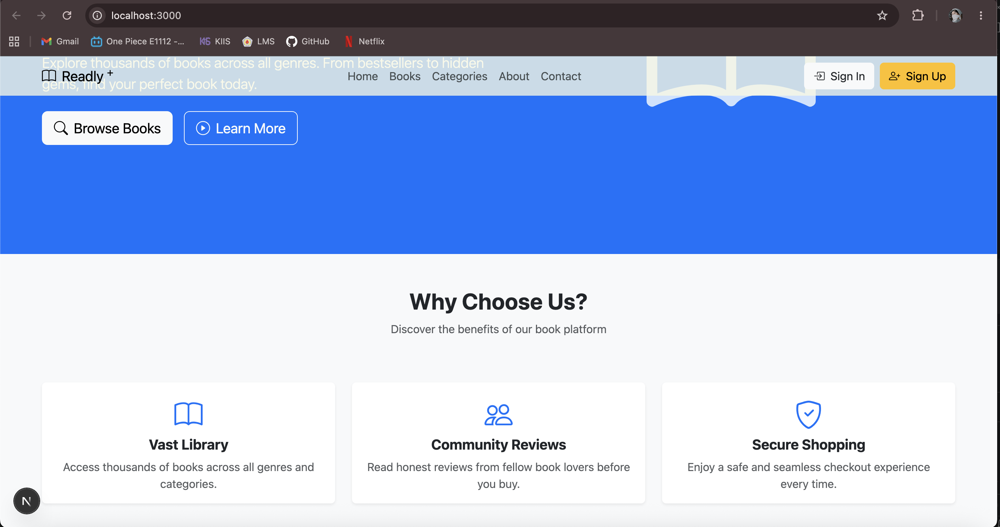 localhost:3000
Gmail
One Piece E1112 -...
KIIS
LMS
GitHub
Netflix
Explore thousands of books across all genres. From bestsellers to hidden
gems, find your perfect book today.
Readly +
Home
Books
Categories
About
Contact
Sign In
Sign Up
Browse Books
Learn More
Why Choose Us?
Discover the benefits of our book platform
Vast Library
Access thousands of books across all genres and
categories.
Community Reviews
Read honest reviews from fellow book lovers before
you buy.
Secure Shopping
Enjoy a safe and seamless checkout experience
every time.
N